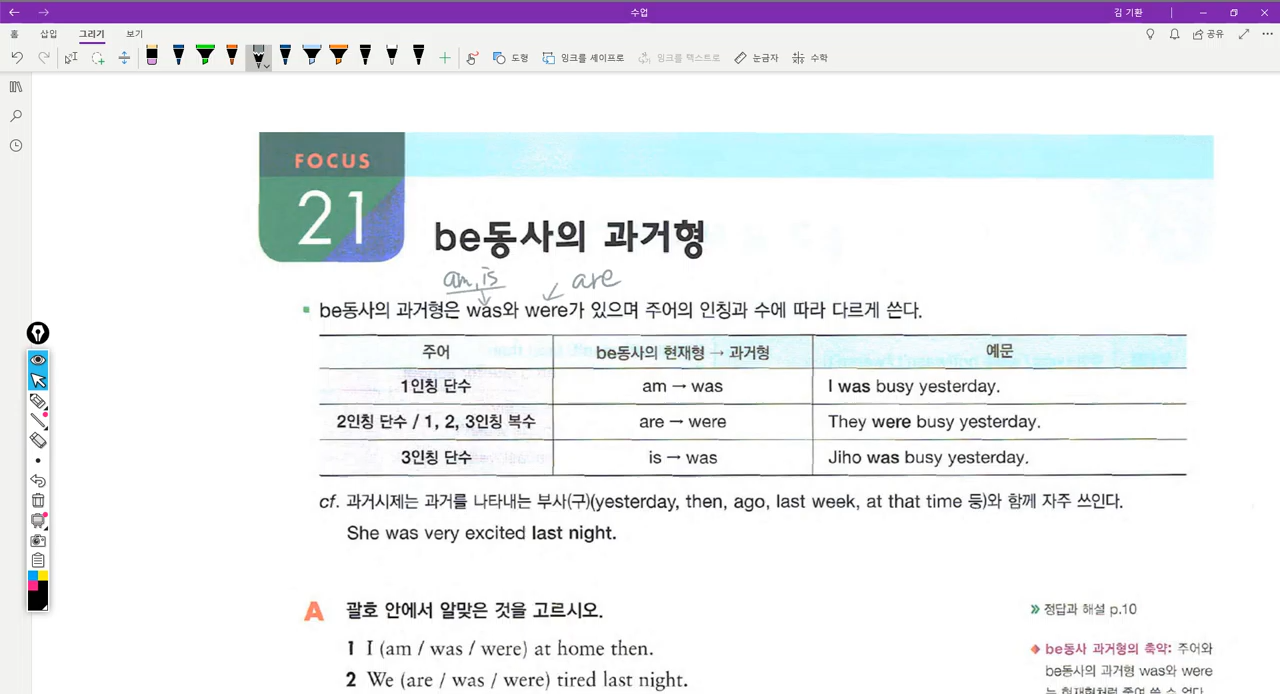 수업
김 기환
홈 삽입 그리기 보기
공유
도형 잉크를 셰이프로 잉크를 텍스트로 눈금자 수학
FOCUS
21
be동사의 과거형
am, is are
be동사의 과거형은 was와 were가 있으며 주어의 인칭과 수에 따라 다르게 쓴다.
주어 be동사의 현재형 → 과거형 예문
1인칭 단수 am → was I was busy yesterday.
2인칭 단수 / 1, 2, 3인칭 복수 are → were They were busy yesterday.
3인칭 단수 is → was Jiho was busy yesterday.
cf. 과거시제는 과거를 나타내는 부사(구)(yesterday, then, ago, last week, at that time 등)와 함께 자주 쓰인다.
She was very excited last night.
A 괄호 안에서 알맞은 것을 고르시오.
» 정답과 해설 p.10
1 I (am / was / were) at home then.
2 We (are / was / were) tired last night.
be동사 과거형의 축약: 주어와
be동사의 과거형 was와 were
는 현재형처럼 줄여 쓸 수 없다